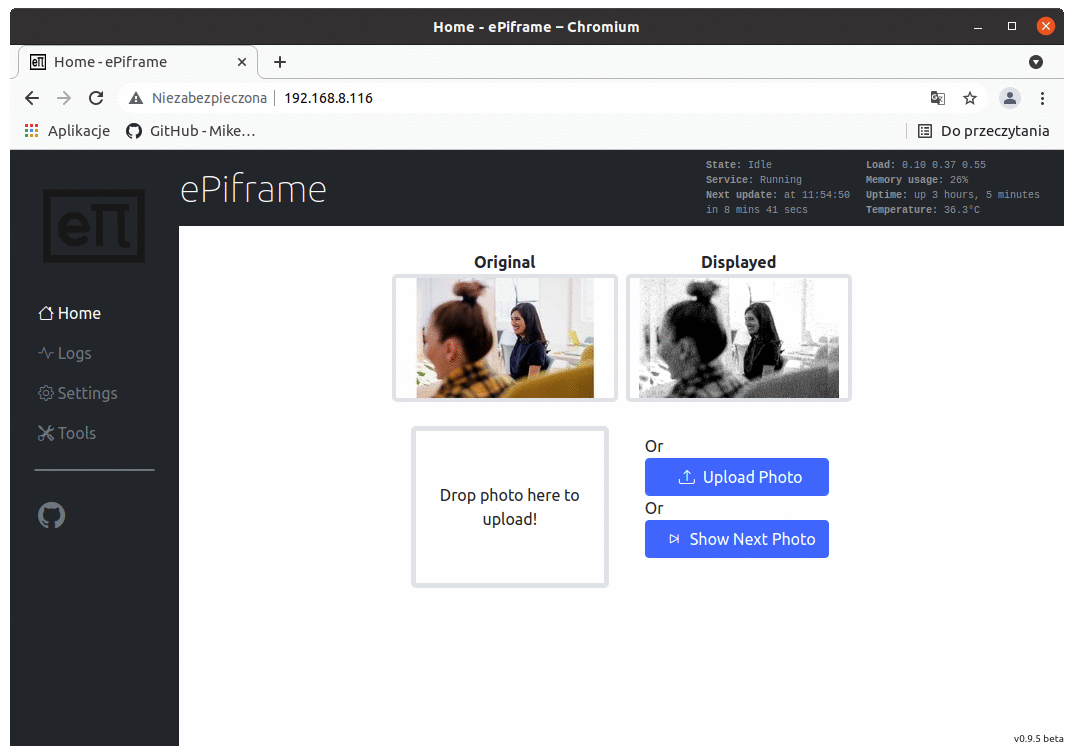 Home - ePiframe – Chromium
eπ Home - ePiframe
Niezabezpieczona 192.168.8.116
Aplikacje GitHub - Mike… Do przeczytania
eπ
ePiframe
State: Idle
Service: Running
Next update: at 11:54:50
in 8 mins 41 secs
Load: 0.10 0.37 0.55
Memory usage: 26%
Uptime: up 3 hours, 5 minutes
Temperature: 36.3°C
Home
Logs
Settings
Tools
Original
Displayed
Drop photo here to
upload!
Or
Upload Photo
Or
Show Next Photo
v0.9.5 beta